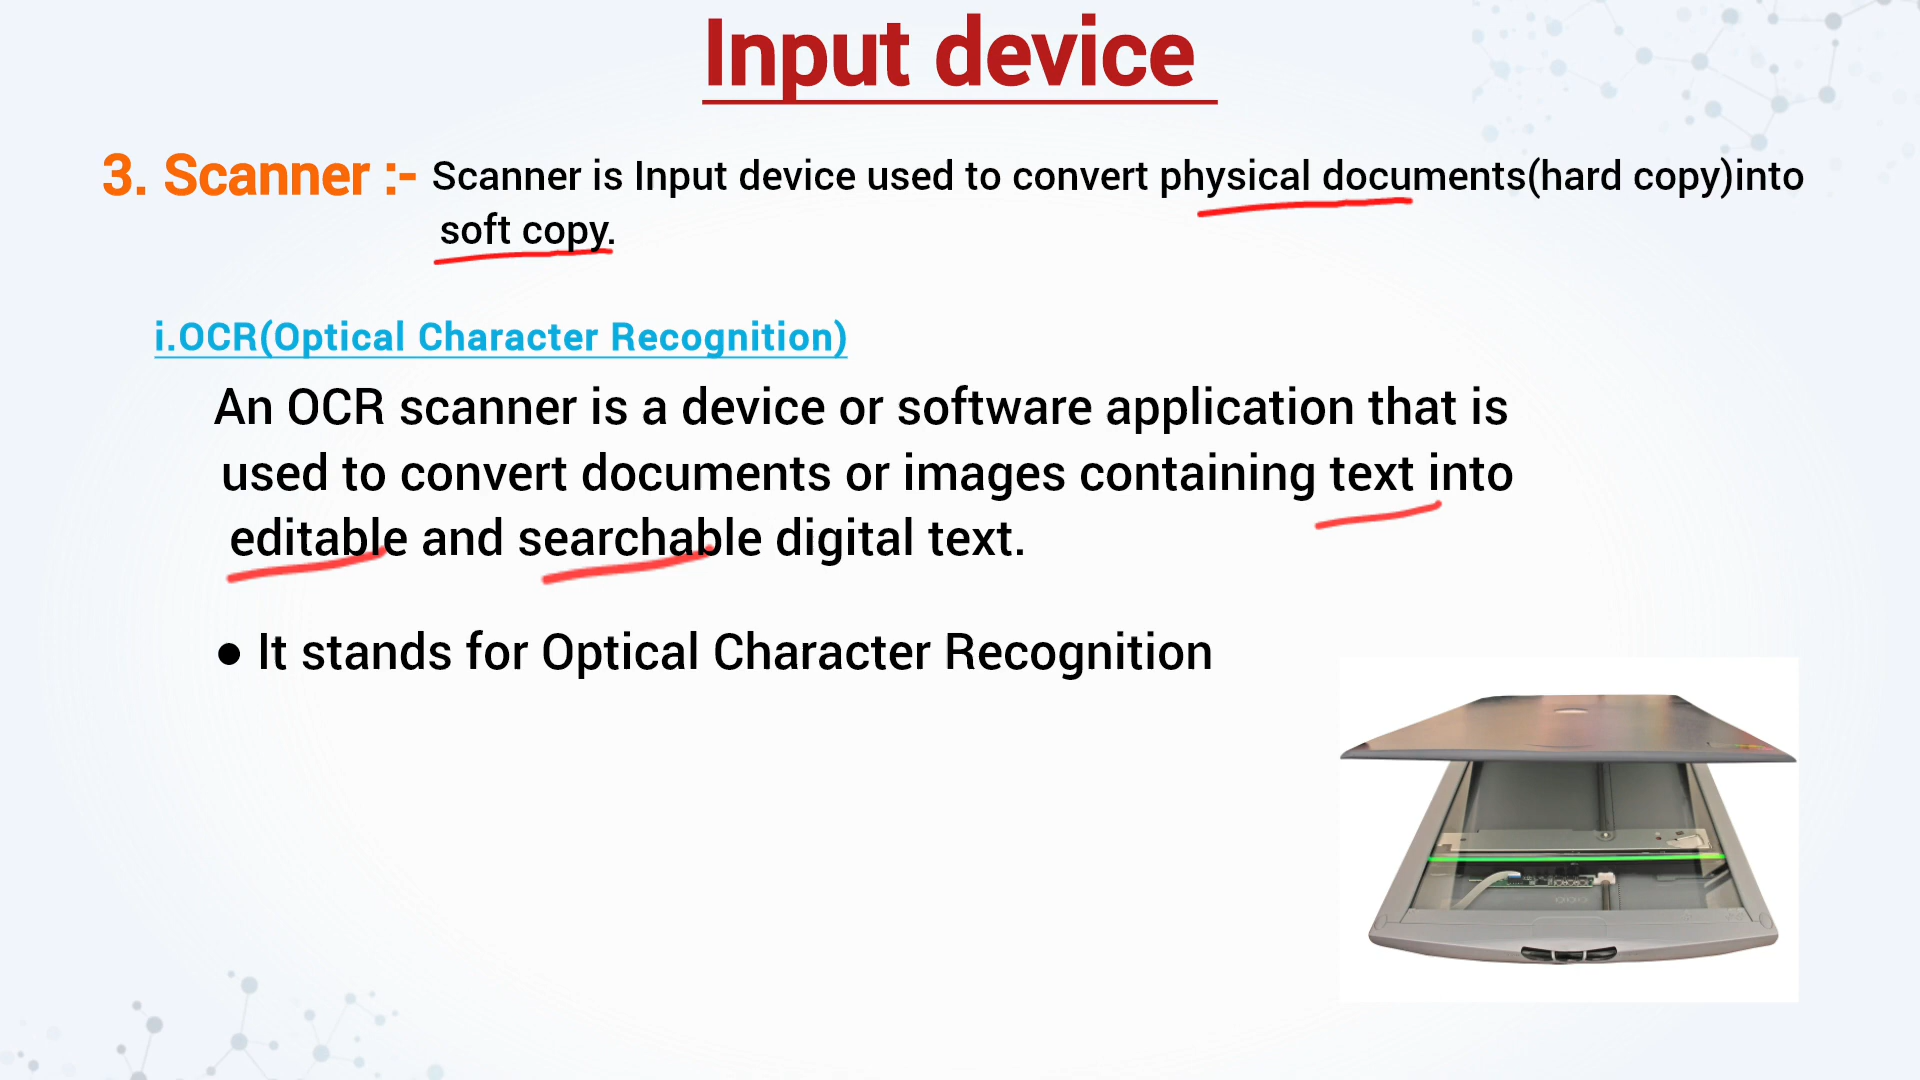 Input device
3. Scanner :- Scanner is Input device used to convert physical documents(hard copy)into
soft copy.
i.OCR(Optical Character Recognition)
An OCR scanner is a device or software application that is
used to convert documents or images containing text into
editable and searchable digital text.
● It stands for Optical Character Recognition